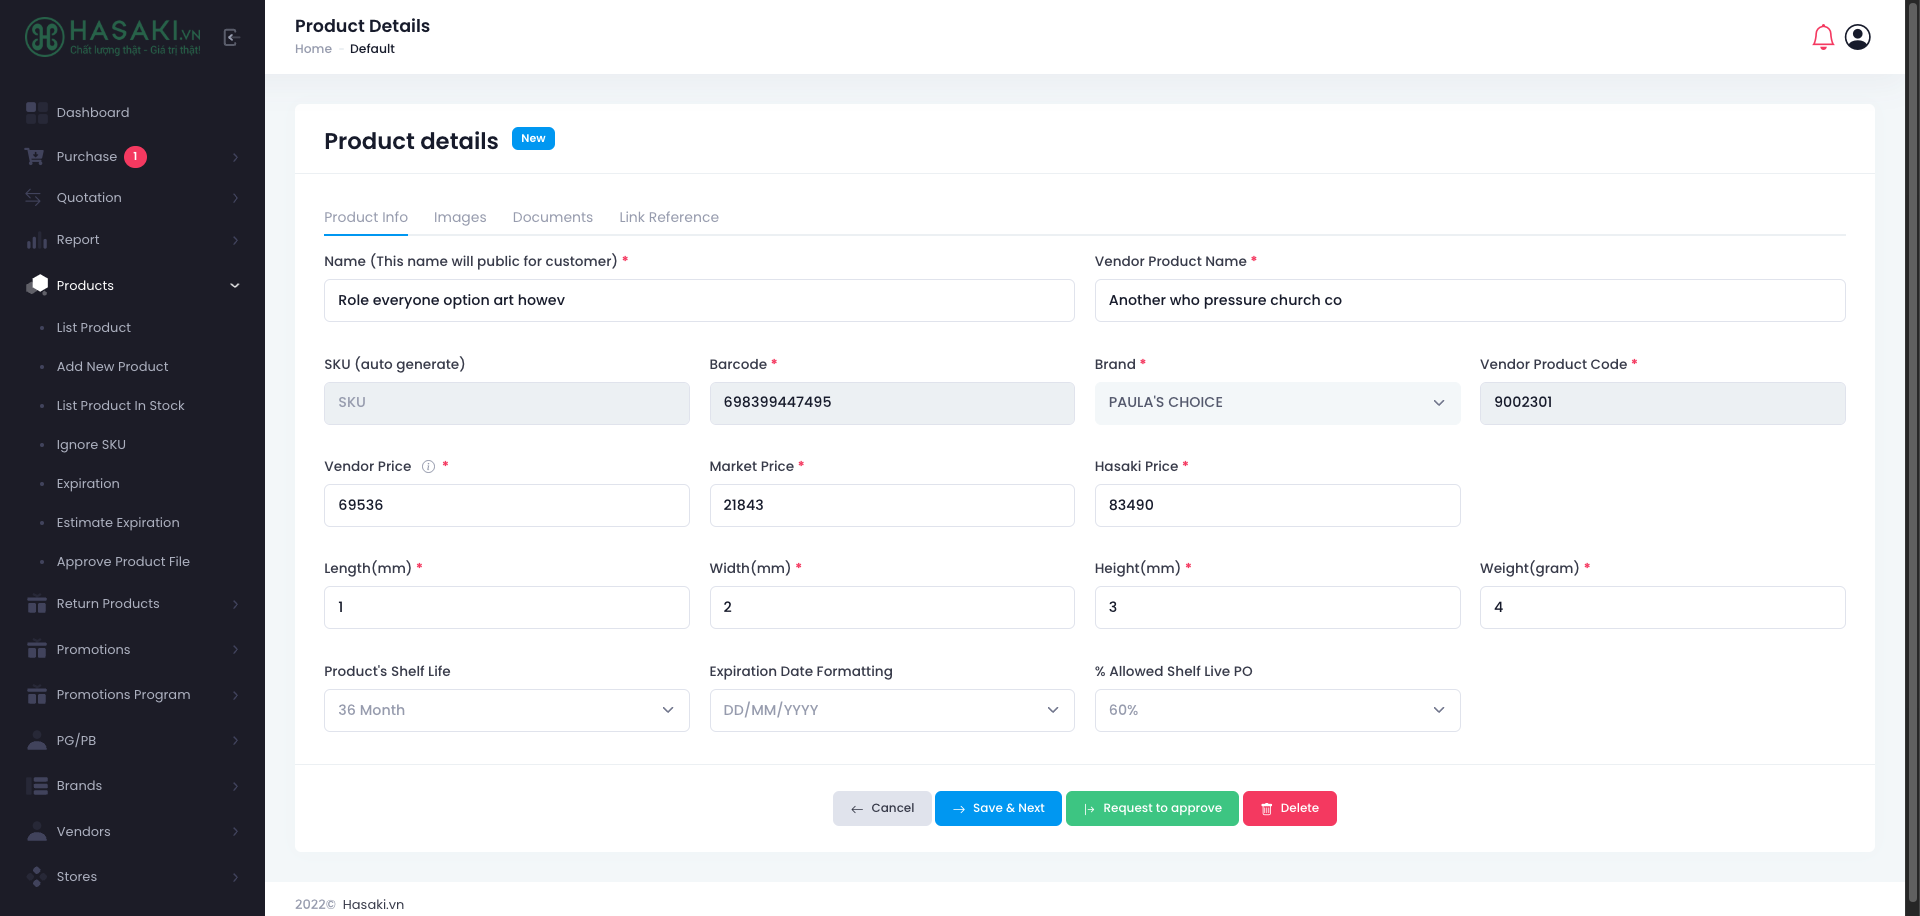 HASAKI.VN
Chất lượng thật - Giá trị thật!
Product Details
Home - Default
Dashboard
Purchase 1
Quotation
Report
Products
List Product
Add New Product
List Product In Stock
Ignore SKU
Expiration
Estimate Expiration
Approve Product File
Return Products
Promotions
Promotions Program
PG/PB
Brands
Vendors
Stores
Product details New
Product Info Images Documents Link Reference
Name (This name will public for customer) * Vendor Product Name *
Role everyone option art howev Another who pressure church co
SKU (auto generate) Barcode * Brand * Vendor Product Code *
SKU 698399447495 PAULA'S CHOICE 9002301
Vendor Price * Market Price * Hasaki Price *
69536 21843 83490
Length(mm) * Width(mm) * Height(mm) * Weight(gram) *
1 2 3 4
Product's Shelf Life Expiration Date Formatting % Allowed Shelf Live PO
36 Month DD/MM/YYYY 60%
Cancel Save & Next Request to approve Delete
2022© Hasaki.vn